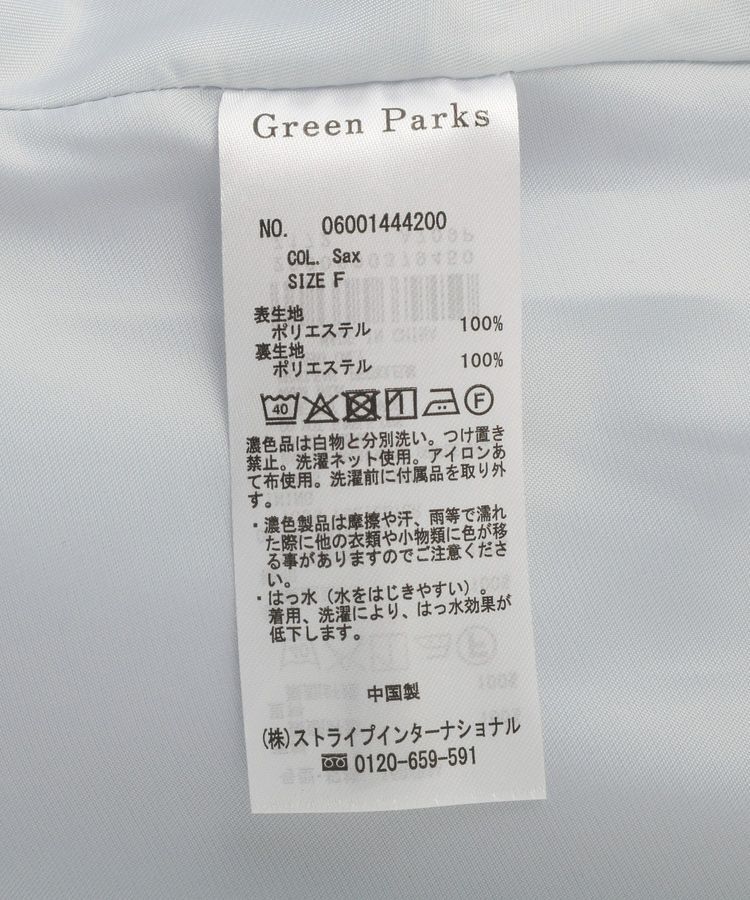 Green Parks
NO. 06001444200
COL. Sax
SIZE F
表生地
ポリエステル 100%
裏生地
ポリエステル 100%
40 F
濃色品は白物と分別洗い。つけ置き
禁止。洗濯ネット使用。アイロンあ
て布使用。洗濯前に付属品を取り外
す。
・濃色製品は摩擦や汗、雨等で濡れ
た際に他の衣類や小物類に色が移
る事がありますのでご注意くださ
い。
・はっ水（水をはじきやすい）。
着用、洗濯により、はっ水効果が
低下します。
中国製
(株)ストライプインターナショナル
0120-659-591